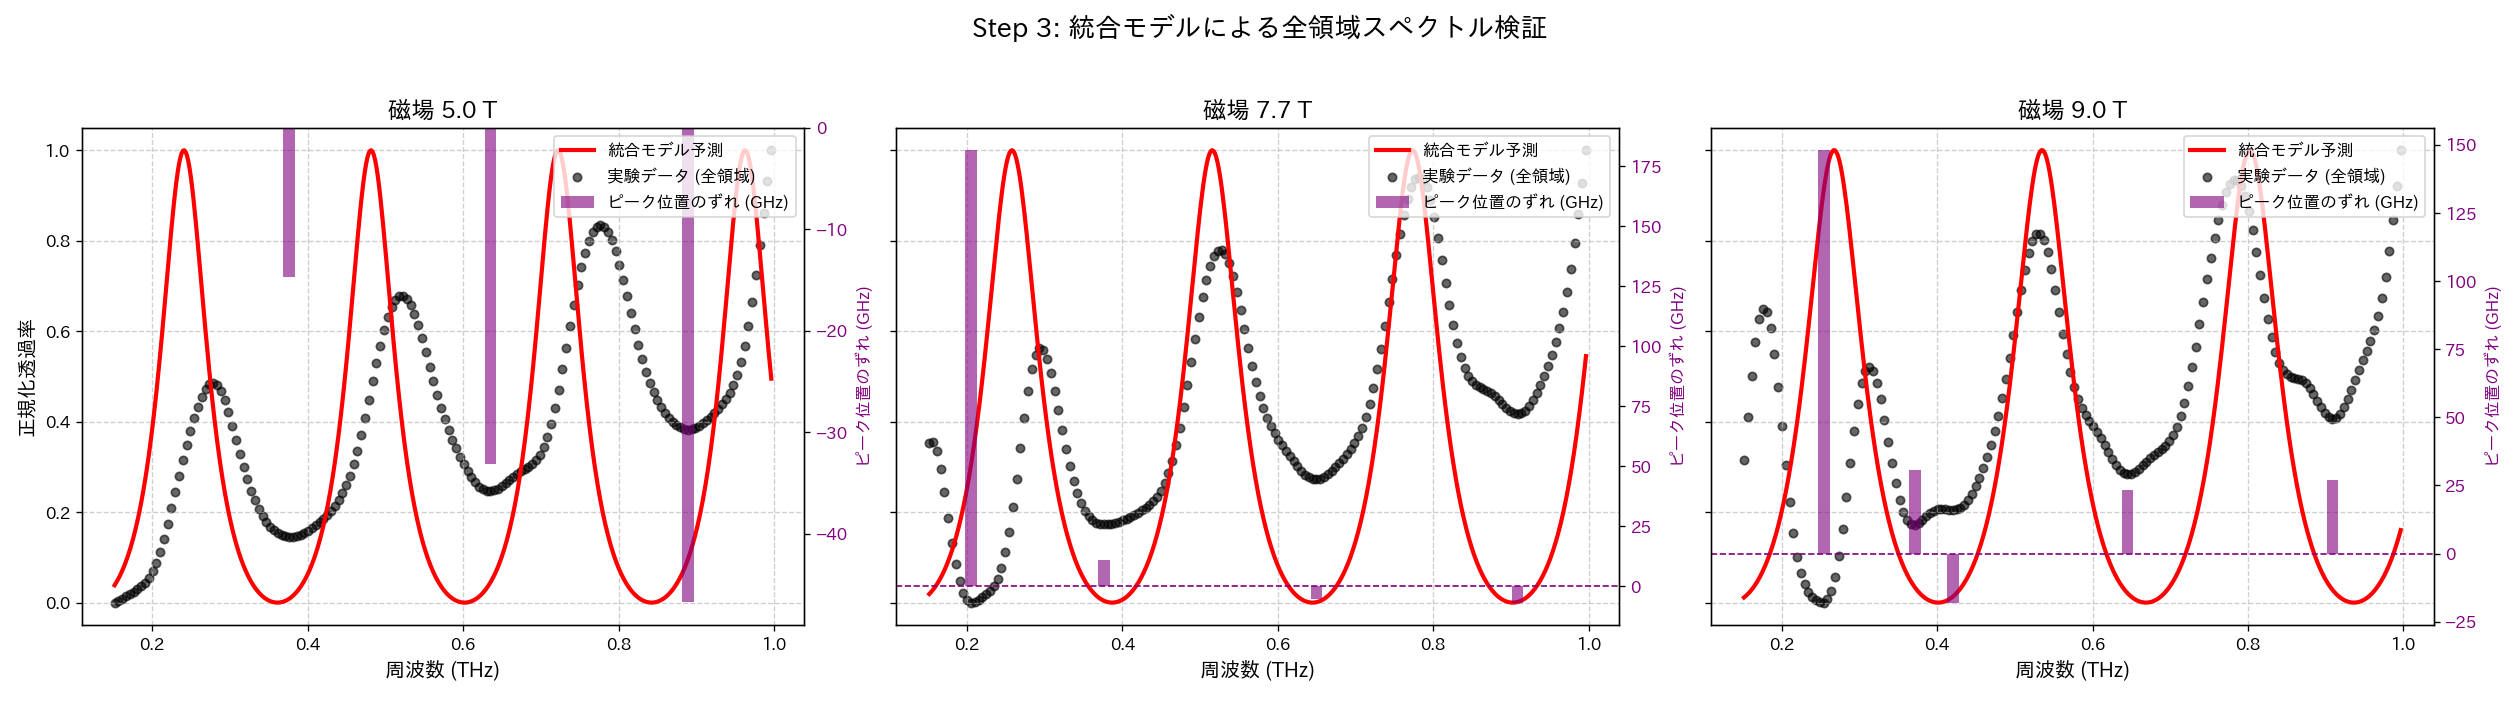 Step 3: 統合モデルによる全領域スペクトル検証
磁場 5.0 T
統合モデル予測
実験データ (全領域)
ピーク位置のずれ (GHz)
正規化透過率
1.0
0.8
0.6
0.4
0.2
0.0
0.2 0.4 0.6 0.8 1.0
周波数 (THz)
0
−10
−20
−30
−40
ピーク位置のずれ (GHz)
磁場 7.7 T
統合モデル予測
実験データ (全領域)
ピーク位置のずれ (GHz)
0.2 0.4 0.6 0.8 1.0
周波数 (THz)
175
150
125
100
75
50
25
0
ピーク位置のずれ (GHz)
磁場 9.0 T
統合モデル予測
実験データ (全領域)
ピーク位置のずれ (GHz)
0.2 0.4 0.6 0.8 1.0
周波数 (THz)
150
125
100
75
50
25
0
−25
ピーク位置のずれ (GHz)